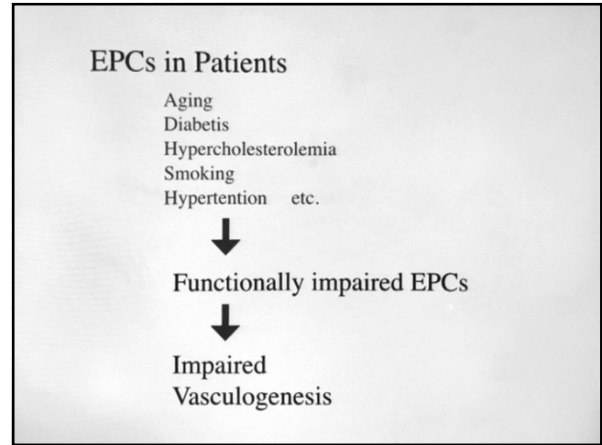 EPCs in Patients
Aging
Diabetis
Hypercholesterolemia
Smoking
Hypertention etc.
Functionally impaired EPCs
Impaired
Vasculogenesis